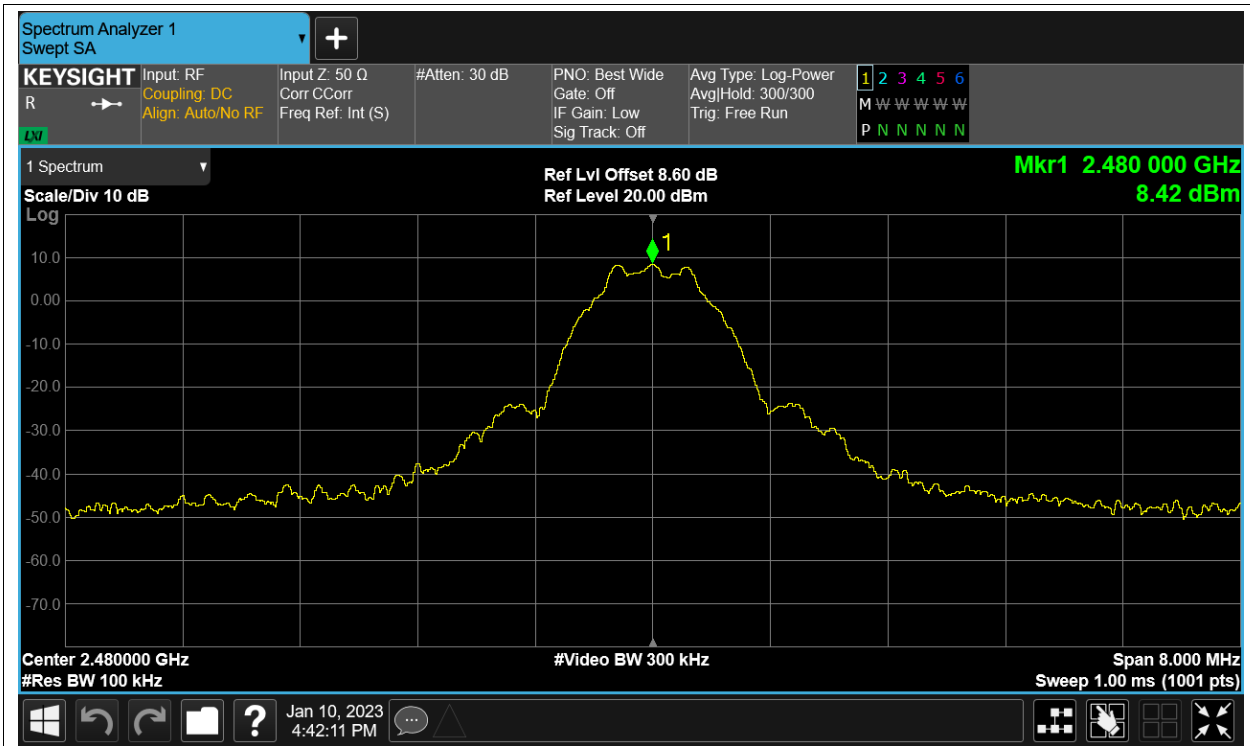 Spectrum Analyzer 1
Swept SA
KEYSIGHT
R
LXI
Input: RF
Coupling: DC
Align: Auto/No RF
Input Z: 50 Ω
Corr CCorr
Freq Ref: Int (S)
#Atten: 30 dB
PNO: Best Wide
Gate: Off
IF Gain: Low
Sig Track: Off
Avg Type: Log-Power
Avg|Hold: 300/300
Trig: Free Run
1 2 3 4 5 6
M W W W W W
P N N N N N
1 Spectrum
Scale/Div 10 dB
Log
Ref Lvl Offset 8.60 dB
Ref Level 20.00 dBm
Mkr1 2.480 000 GHz
8.42 dBm
1
10.0
0.00
-10.0
-20.0
-30.0
-40.0
-50.0
-60.0
-70.0
Center 2.480000 GHz
#Res BW 100 kHz
#Video BW 300 kHz
Span 8.000 MHz
Sweep 1.00 ms (1001 pts)
?
Jan 10, 2023
4:42:11 PM